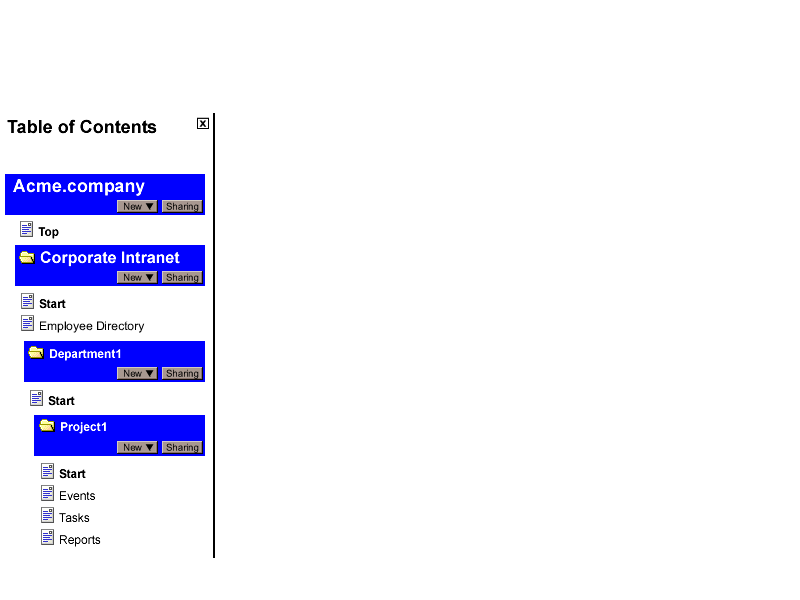 Table of Contents x
Acme.company
New ▼ Sharing
Top
Corporate Intranet
New ▼ Sharing
Start
Employee Directory
Department1
New ▼ Sharing
Start
Project1
New ▼ Sharing
Start
Events
Tasks
Reports